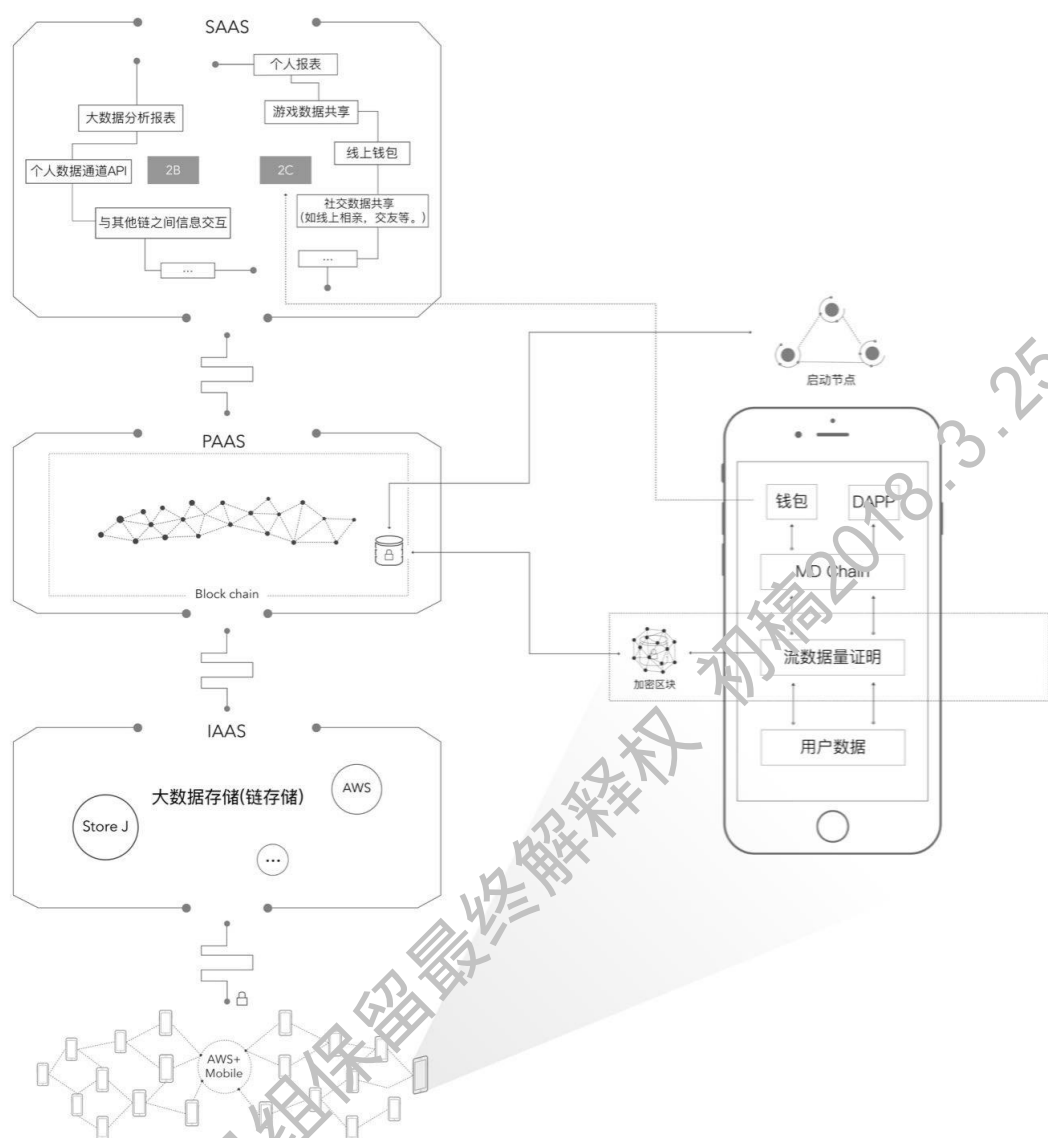 SAAS
个人报表
大数据分析报表
游戏数据共享
线上钱包
个人数据通道API
2B
2C
社交数据共享
(如线上相亲，交友等。)
与其他链之间信息交互
...
...
启动节点
PAAS
Block chain
钱包
DAPP
MD Chain
流数据量证明
加密区块
用户数据
IAAS
大数据存储(链存储)
AWS
Store J
...
AWS+
Mobile
组保留最终解释权 初稿2018.3.25